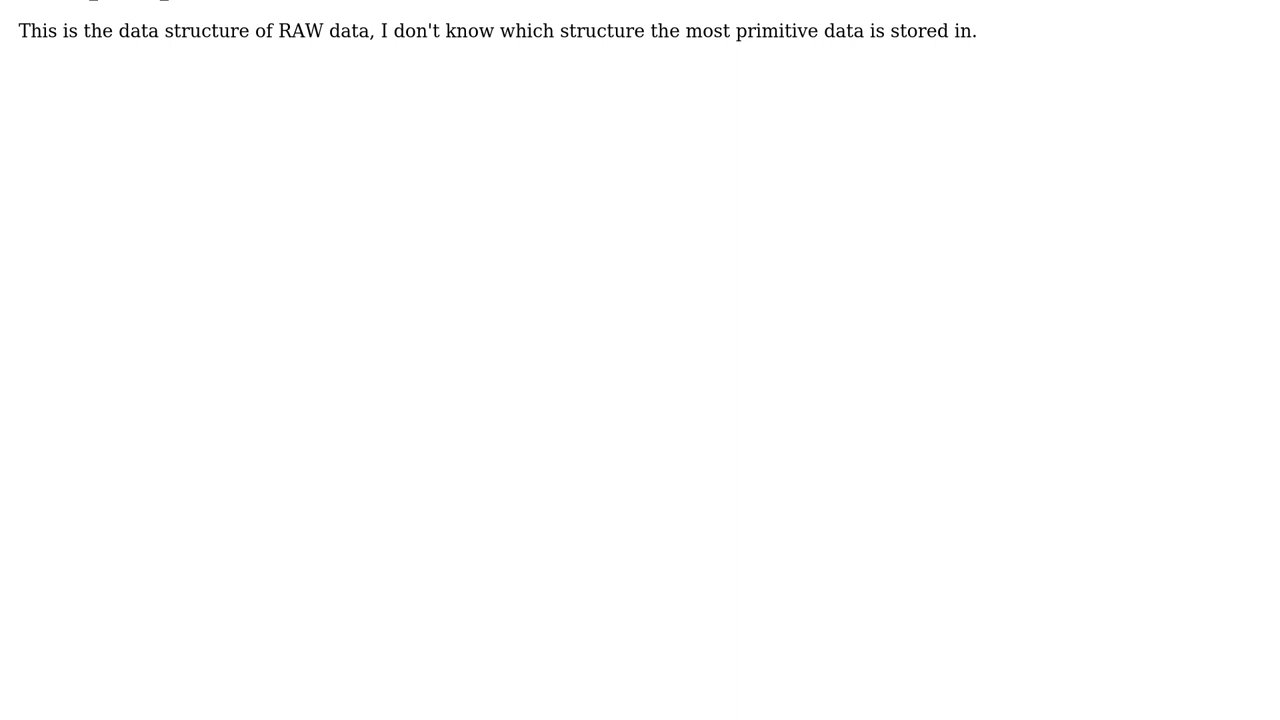 This is the data structure of RAW data, I don't know which structure the most primitive data is stored in.